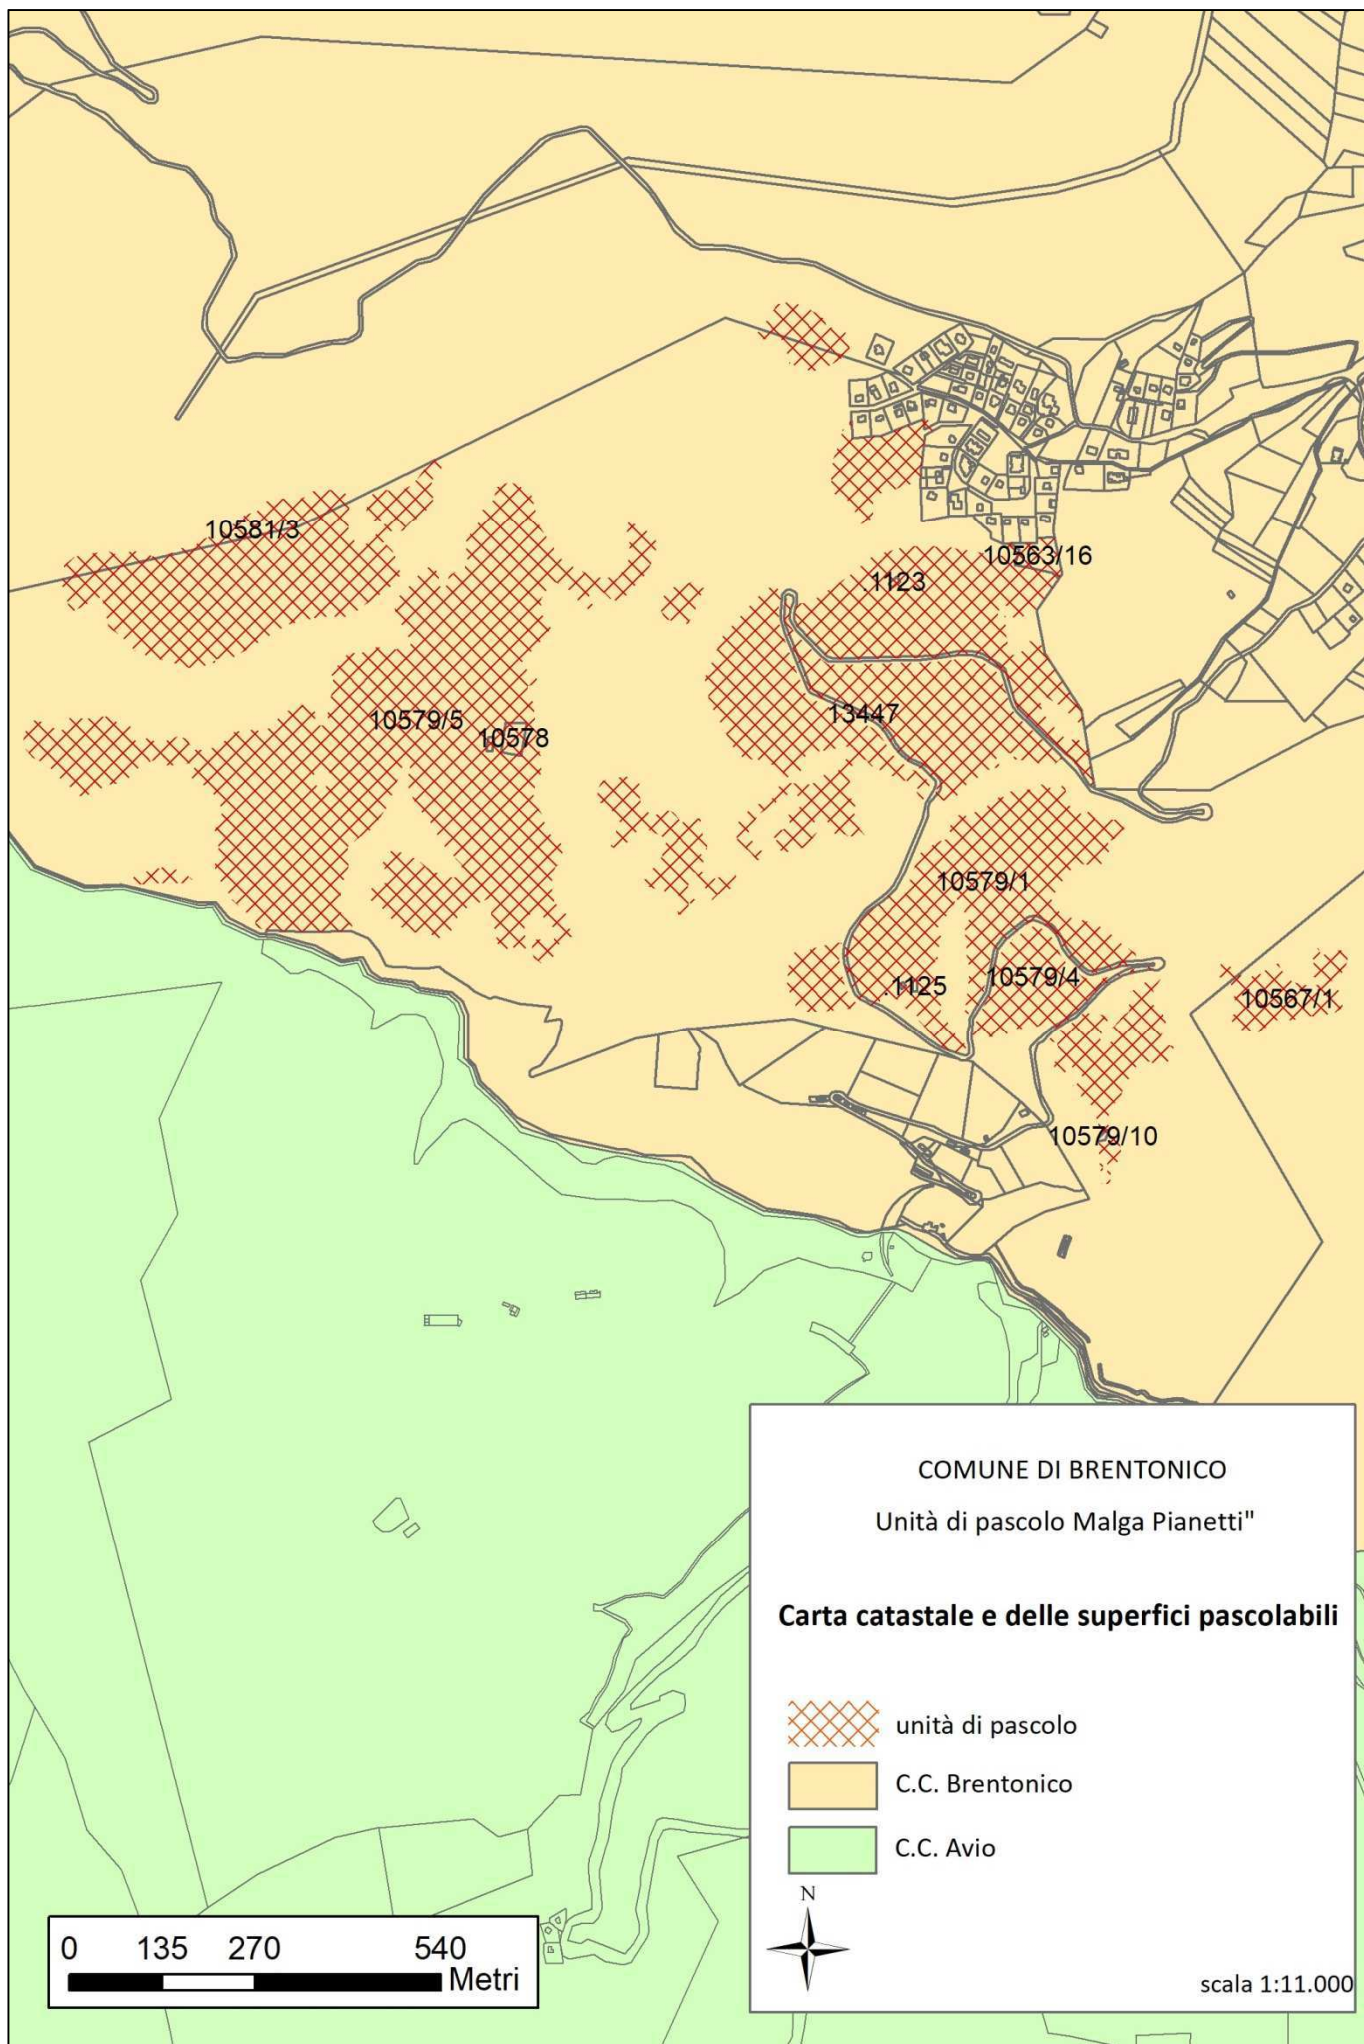 10581/3
10563/16
.1123
10579/5
13447
10578
10579/1
10579/4
.1125
10567/1
10579/10
COMUNE DI BRENTONICO
Unità di pascolo Malga Pianetti"
Carta catastale e delle superfici pascolabili
unità di pascolo
C.C. Brentonico
C.C. Avio
N
scala 1:11.000
0 135 270 540
Metri